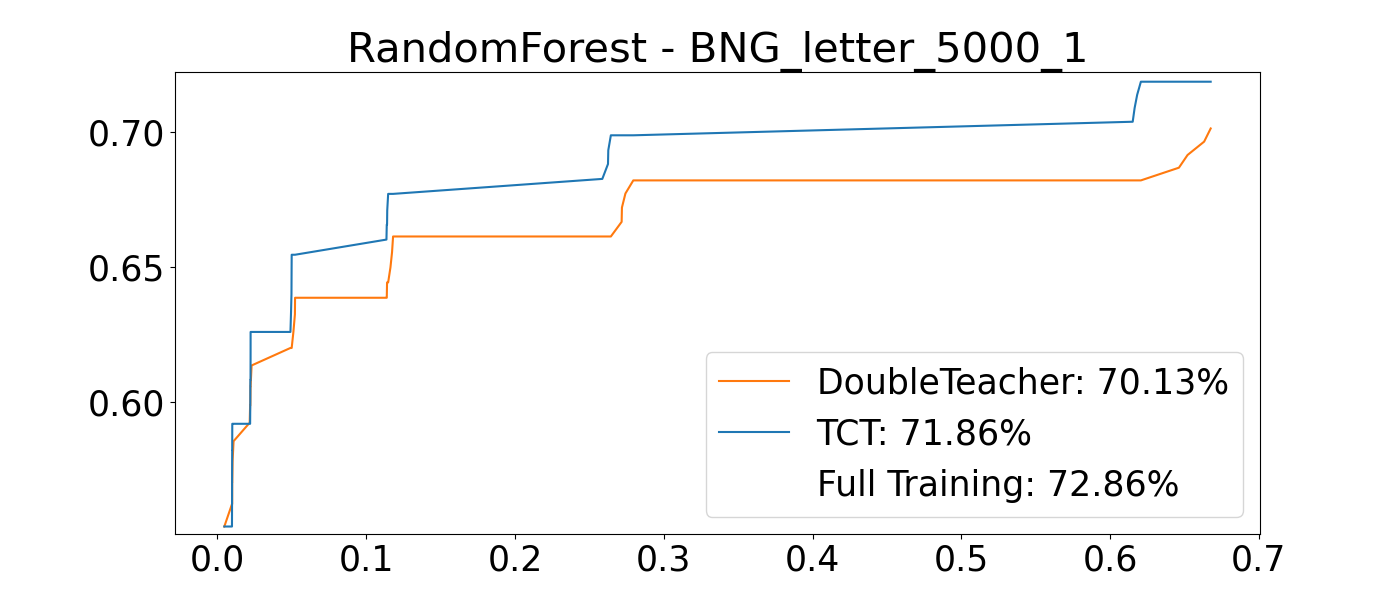 RandomForest - BNG_letter_5000_1
0.70
0.65
0.60
DoubleTeacher: 70.13%
TCT: 71.86%
Full Training: 72.86%
0.0 0.1 0.2 0.3 0.4 0.5 0.6 0.7